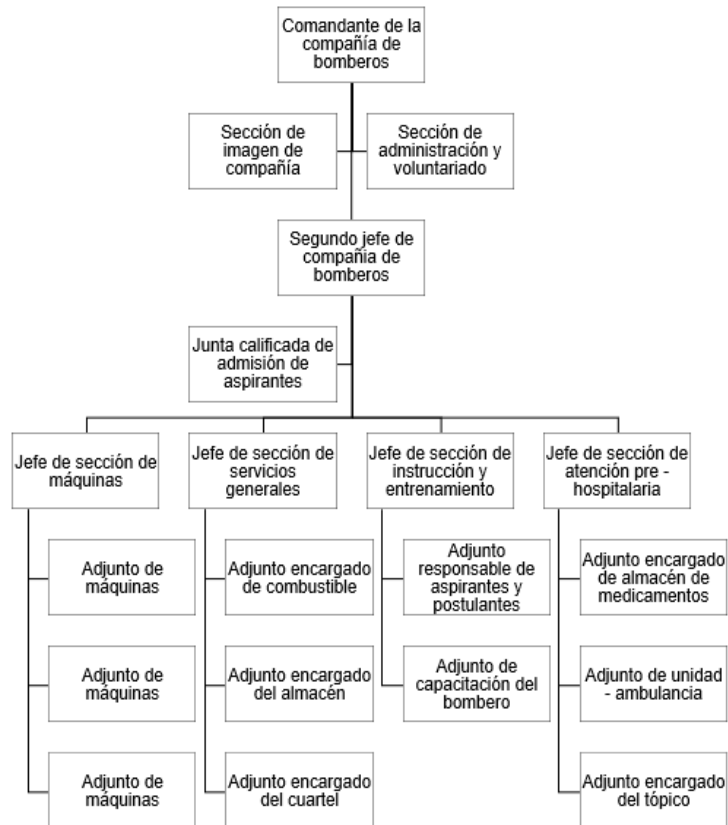 Comandante de la
compañía de
bomberos
Sección de
imagen de
compañía
Sección de
administración y
voluntariado
Segundo jefe de
compañia de
bomberos
Junta calificada de
admisión de
aspirantes
Jefe de sección de
máquinas
Jefe de sección de
servicios
generales
Jefe de sección de
instrucción y
entrenamiento
Jefe de sección de
atención pre -
hospitalaria
Adjunto de
máquinas
Adjunto encargado
de combustible
Adjunto
responsable de
aspirantes y
postulantes
Adjunto encargado
de almacén de
medicamentos
Adjunto de
máquinas
Adjunto encargado
del almacén
Adjunto de
capacitación del
bombero
Adjunto de unidad
- ambulancia
Adjunto de
máquinas
Adjunto encargado
del cuartel
Adjunto encargado
del tópico